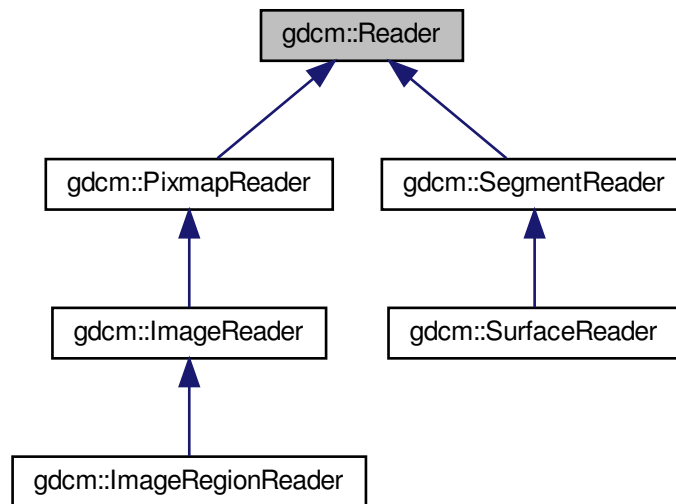 gdcm::Reader
gdcm::PixmapReader
gdcm::SegmentReader
gdcm::ImageReader
gdcm::SurfaceReader
gdcm::ImageRegionReader